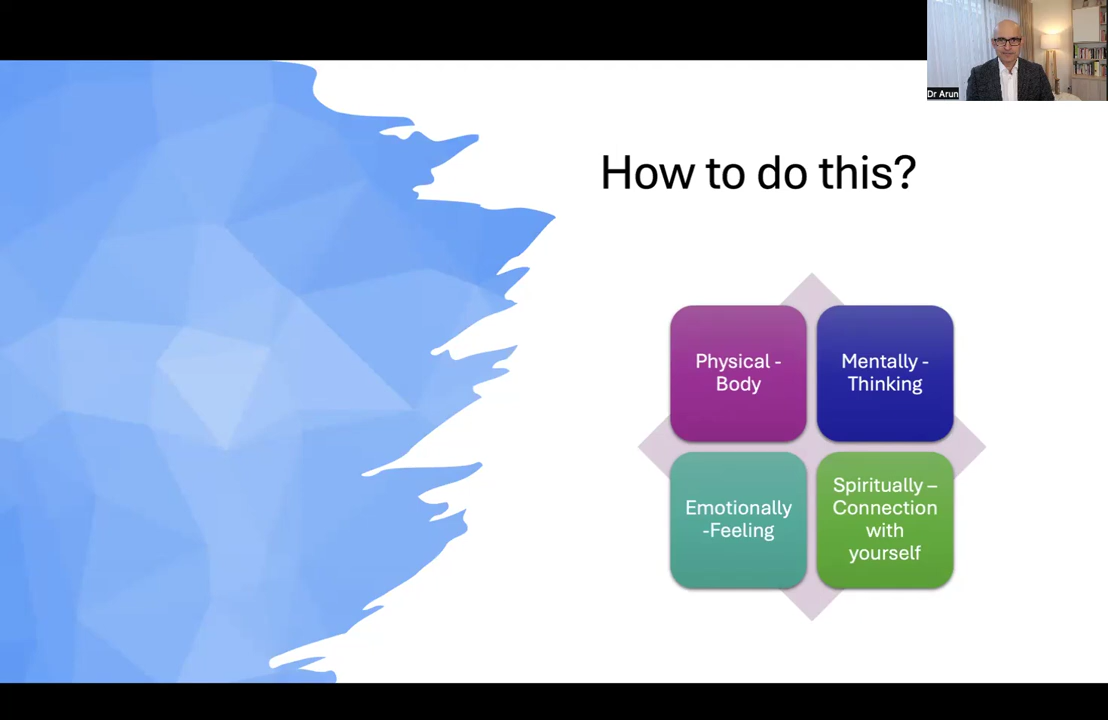 Dr Arun
How to do this?
Physical -
Body
Mentally -
Thinking
Emotionally
-Feeling
Spiritually –
Connection
with
yourself